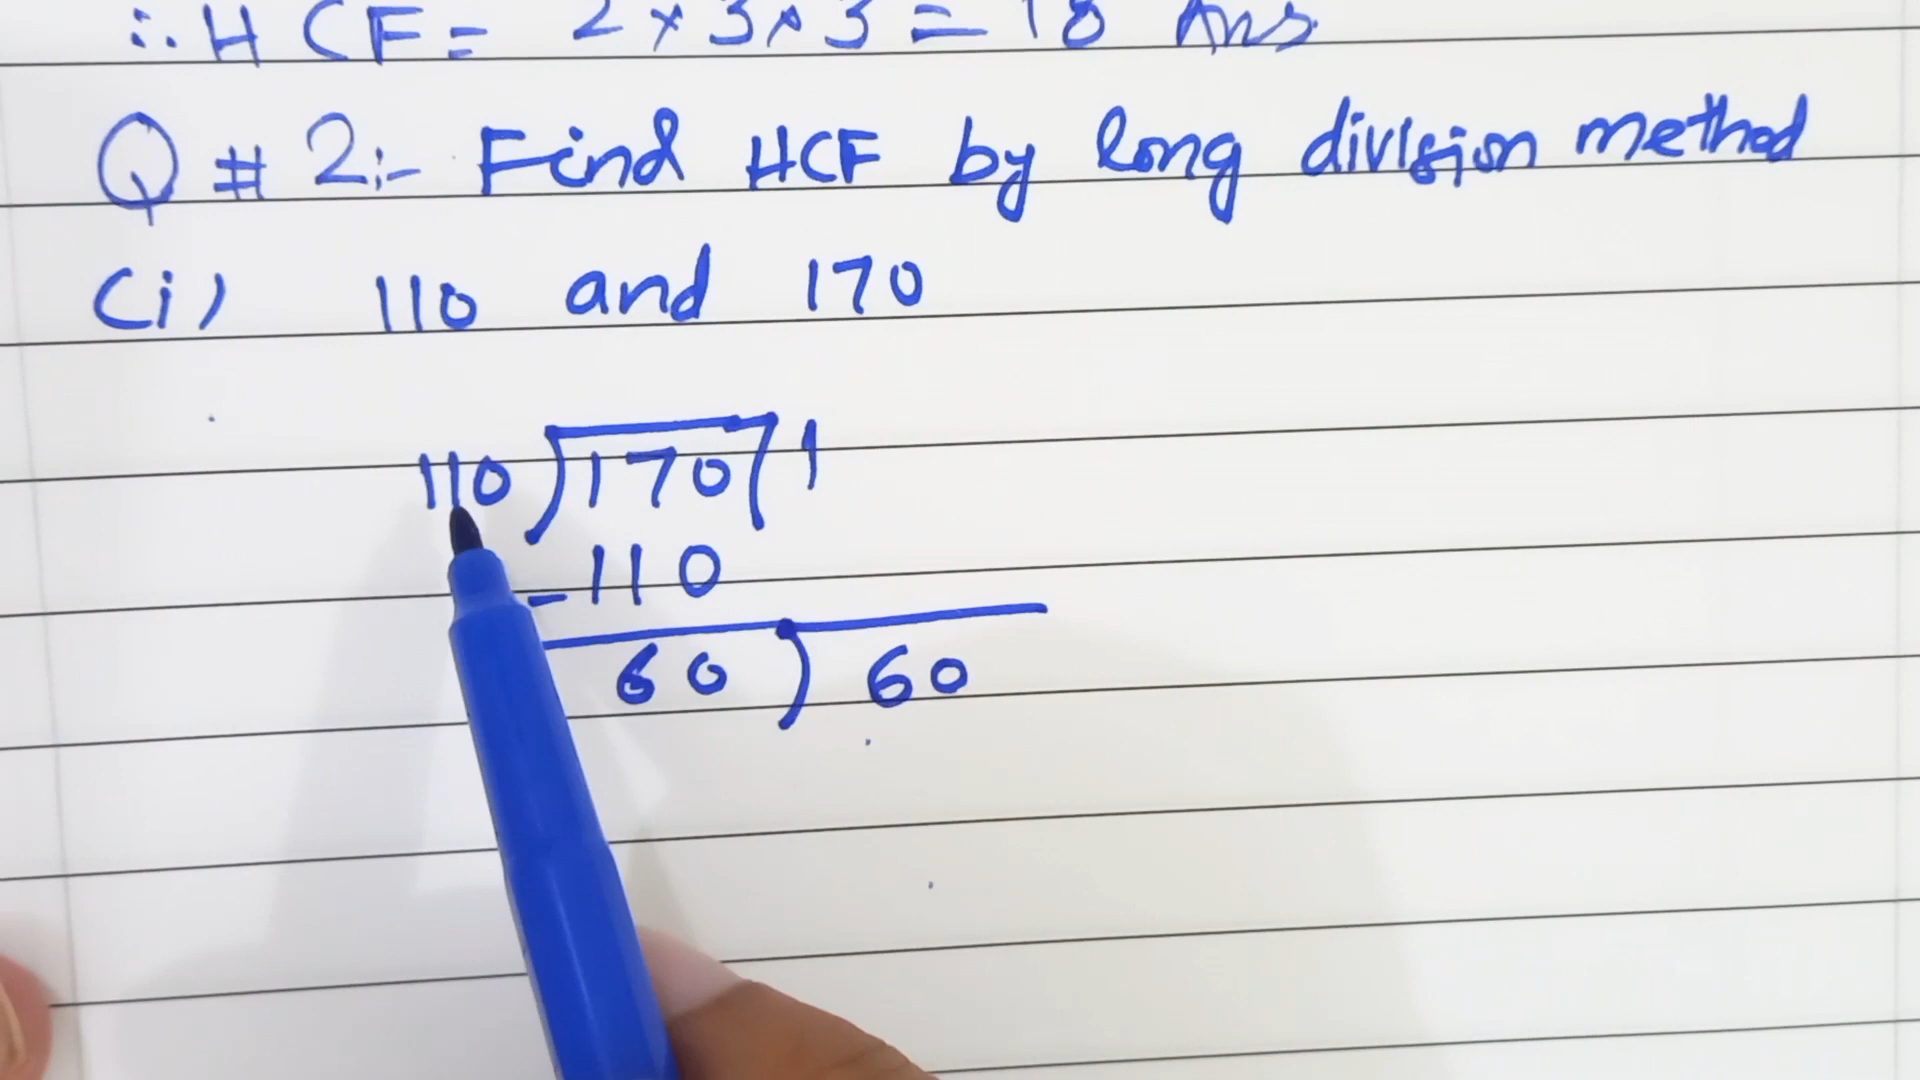 ∴ HCF = 2 × 3 × 3 = 18 Ans
Q # 2:- Find HCF by long division method
(i) 110 and 170
110 ) 170 ( 1
- 110
60 ) 60